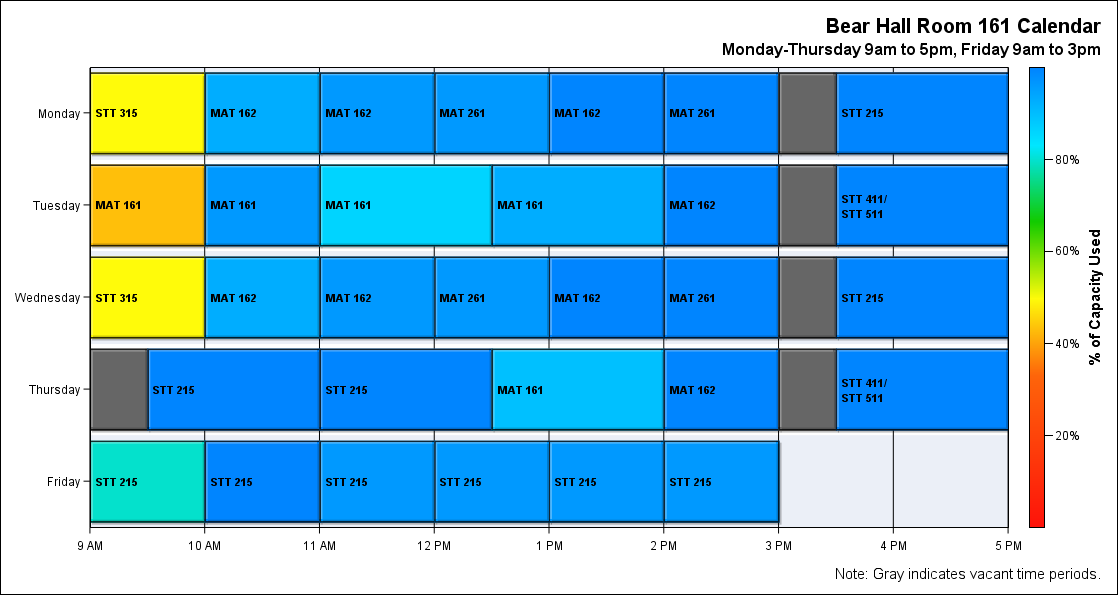 Bear Hall Room 161 Calendar
Monday-Thursday 9am to 5pm, Friday 9am to 3pm
Monday
STT 315
MAT 162
MAT 162
MAT 261
MAT 162
MAT 261
STT 215
Tuesday
MAT 161
MAT 161
MAT 161
MAT 161
MAT 162
STT 411/
STT 511
Wednesday
STT 315
MAT 162
MAT 162
MAT 261
MAT 162
MAT 261
STT 215
Thursday
STT 215
STT 215
MAT 161
MAT 162
STT 411/
STT 511
Friday
STT 215
STT 215
STT 215
STT 215
STT 215
STT 215
9 AM
10 AM
11 AM
12 PM
1 PM
2 PM
3 PM
4 PM
5 PM
80%
60%
40%
20%
% of Capacity Used
Note: Gray indicates vacant time periods.